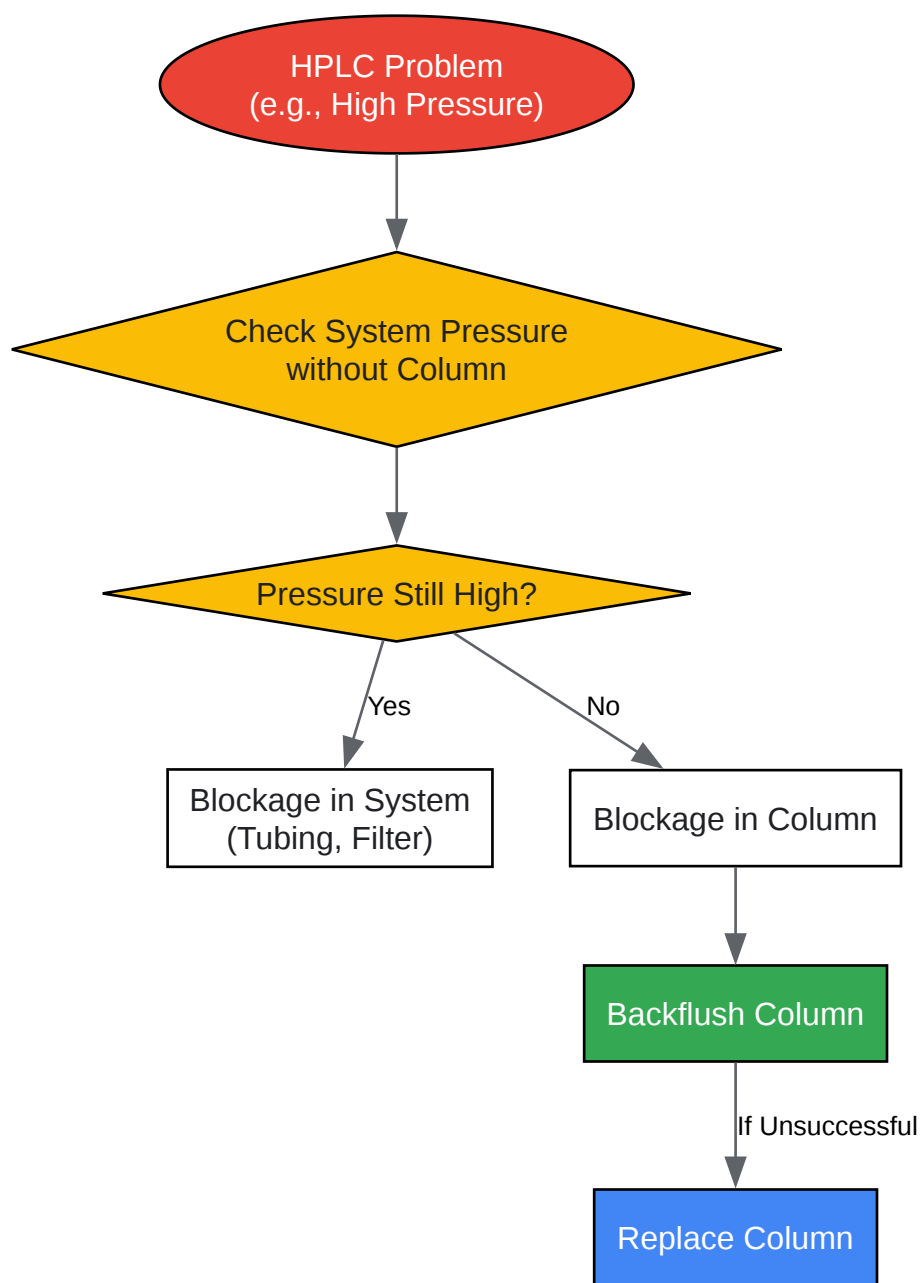 HPLC Problem
(e.g., High Pressure)
Check System Pressure
without Column
Pressure Still High?
Yes
No
Blockage in System
(Tubing, Filter)
Blockage in Column
Backflush Column
If Unsuccessful
Replace Column